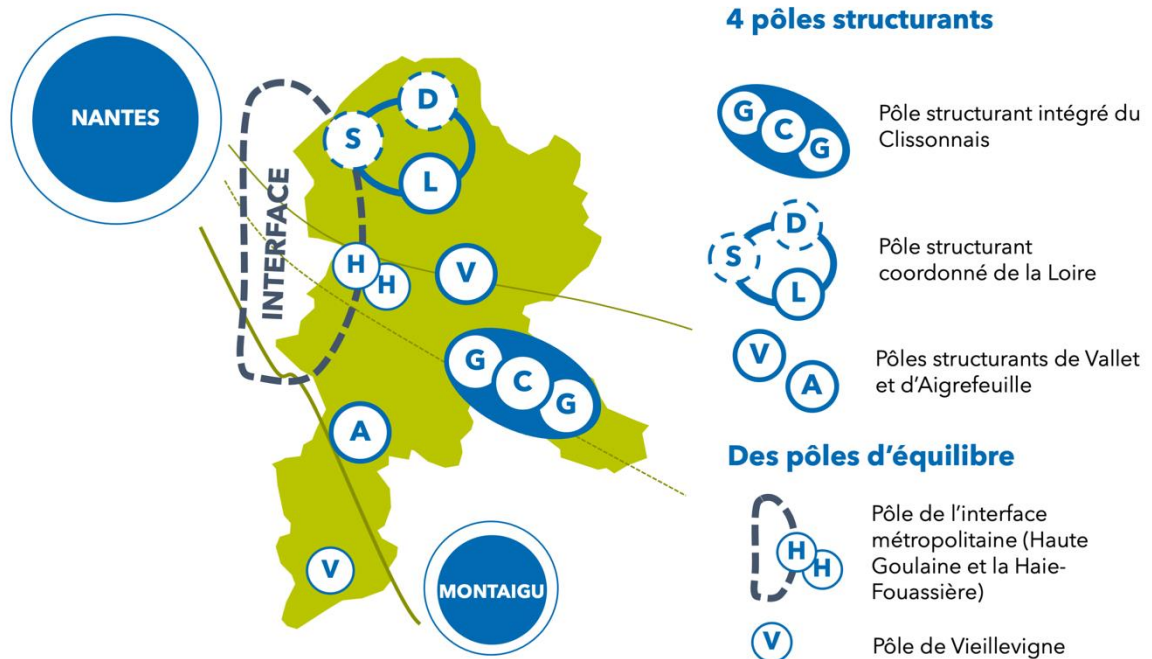 NANTES
INTERFACE
S
D
L
H
H
V
G
C
G
A
V
MONTAIGU
4 pôles structurants
G
C
G
Pôle structurant intégré du
Clissonnais
S
D
L
Pôle structurant
coordonné de la Loire
V
A
Pôles structurants de Vallet
et d'Aigrefeuille
Des pôles d'équilibre
H
H
Pôle de l'interface
métropolitaine (Haute
Goulaine et la Haie-
Fouassière)
V
Pôle de Vieillevigne